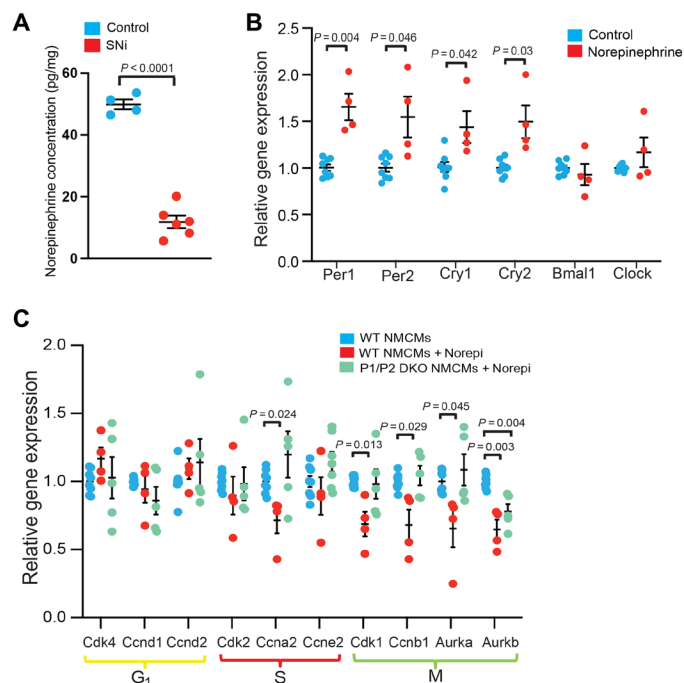 A
Control
SNi
P < 0.0001
Norepinephrine concentration (pg/mg)
60
40
20
0
B
Control
Norepinephrine
P = 0.004
P = 0.046
P = 0.042
P = 0.03
Relative gene expression
2.5
2.0
1.5
1.0
0.5
0.0
Per1 Per2 Cry1 Cry2 Bmal1 Clock
C
WT NMCMs
WT NMCMs + Norepi
P1/P2 DKO NMCMs + Norepi
P = 0.024
P = 0.013
P = 0.029
P = 0.045
P = 0.004
P = 0.003
Relative gene expression
2.0
1.5
1.0
0.5
0.0
Cdk4 Ccnd1 Ccnd2 Cdk2 Ccna2 Ccne2 Cdk1 Ccnb1 Aurka Aurkb
G1 S M